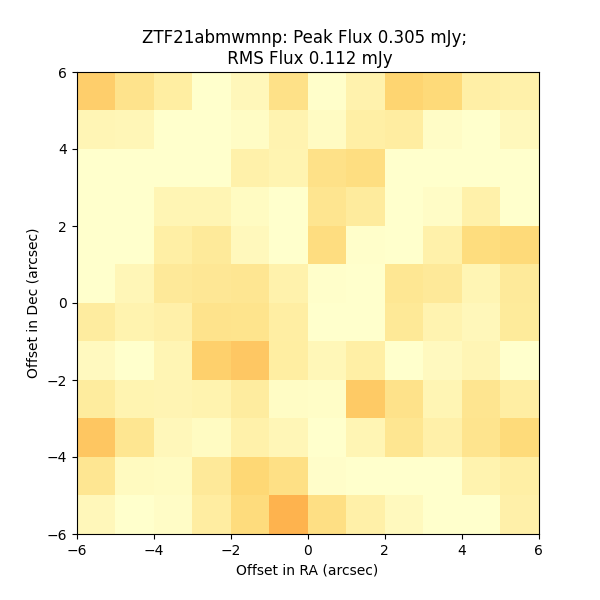 ZTF21abmwmnp: Peak Flux 0.305 mJy;
RMS Flux 0.112 mJy
6
4
2
0
−2
−4
−6
Offset in Dec (arcsec)
−6 −4 −2 0 2 4 6
Offset in RA (arcsec)